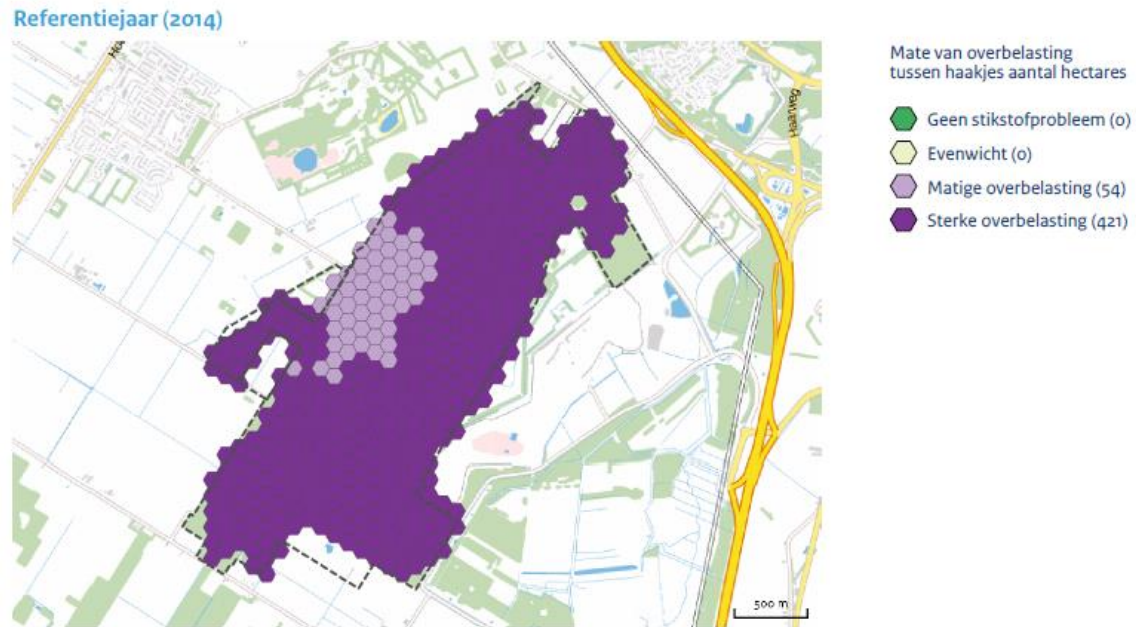 Referentiejaar (2014)
Mate van overbelasting
tussen haakjes aantal hectares
Geen stikstofprobleem (0)
Evenwicht (0)
Matige overbelasting (54)
Sterke overbelasting (421)
500 m